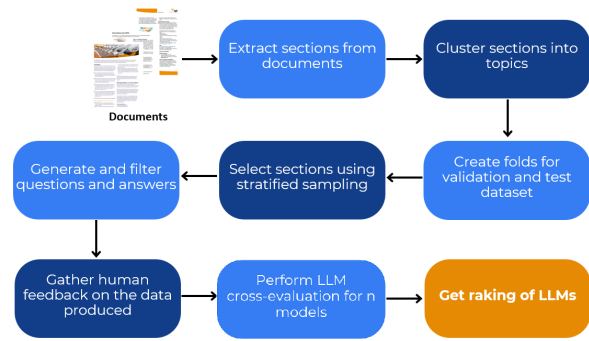 Extract sections from
documents
Cluster sections into
topics
Documents
Generate and filter
questions and answers
Select sections using
stratified sampling
Create folds for
validation and test
dataset
Gather human
feedback on the data
produced
Perform LLM
cross-evaluation for n
models
Get raking of LLMs